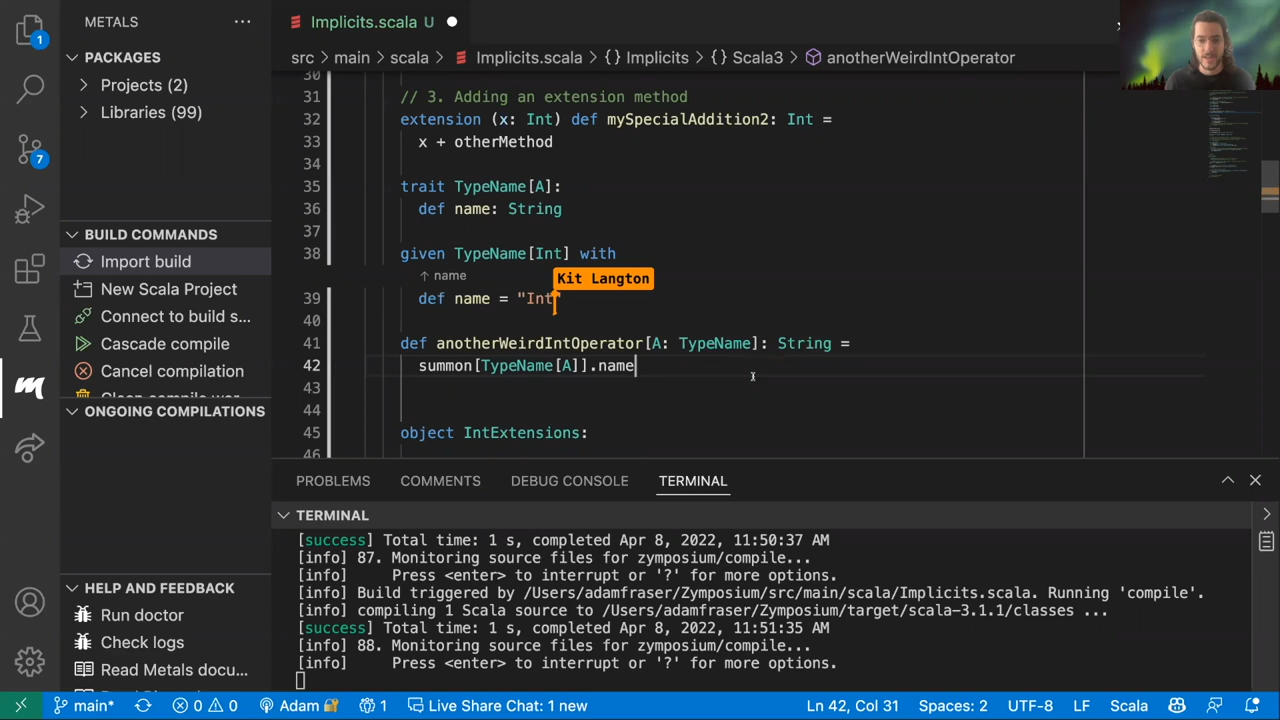 METALS
Implicits.scala U
src > main > scala > Implicits.scala > {} Implicits > {} Scala3 > anotherWeirdIntOperator
1
7
PACKAGES
Projects (2)
Libraries (99)
BUILD COMMANDS
Import build
New Scala Project
Connect to build s...
Cascade compile
Cancel compilation
ONGOING COMPILATIONS
HELP AND FEEDBACK
Run doctor
Check logs
Read Metals docu...
30
31 // 3. Adding an extension method
32 extension (x: Int) def mySpecialAddition2: Int =
33 x + otherMethod
34
35 trait TypeName[A]:
36 def name: String
37
38 given TypeName[Int] with
↑ name
Kit Langton
39 def name = "Int"
40
41 def anotherWeirdIntOperator[A: TypeName]: String =
42 summon[TypeName[A]].name
43
44
45 object IntExtensions:
46
PROBLEMS COMMENTS DEBUG CONSOLE TERMINAL
TERMINAL
[success] Total time: 1 s, completed Apr 8, 2022, 11:50:37 AM
[info] 87. Monitoring source files for zymposium/compile...
[info] Press <enter> to interrupt or '?' for more options.
[info] Build triggered by /Users/adamfraser/Zymposium/src/main/scala/Implicits.scala. Running 'compile'.
[info] compiling 1 Scala source to /Users/adamfraser/Zymposium/target/scala-3.1.1/classes ...
[success] Total time: 1 s, completed Apr 8, 2022, 11:51:35 AM
[info] 88. Monitoring source files for zymposium/compile...
[info] Press <enter> to interrupt or '?' for more options.
main* 0 0 Adam 1 Live Share Chat: 1 new Ln 42, Col 31 Spaces: 2 UTF-8 LF Scala